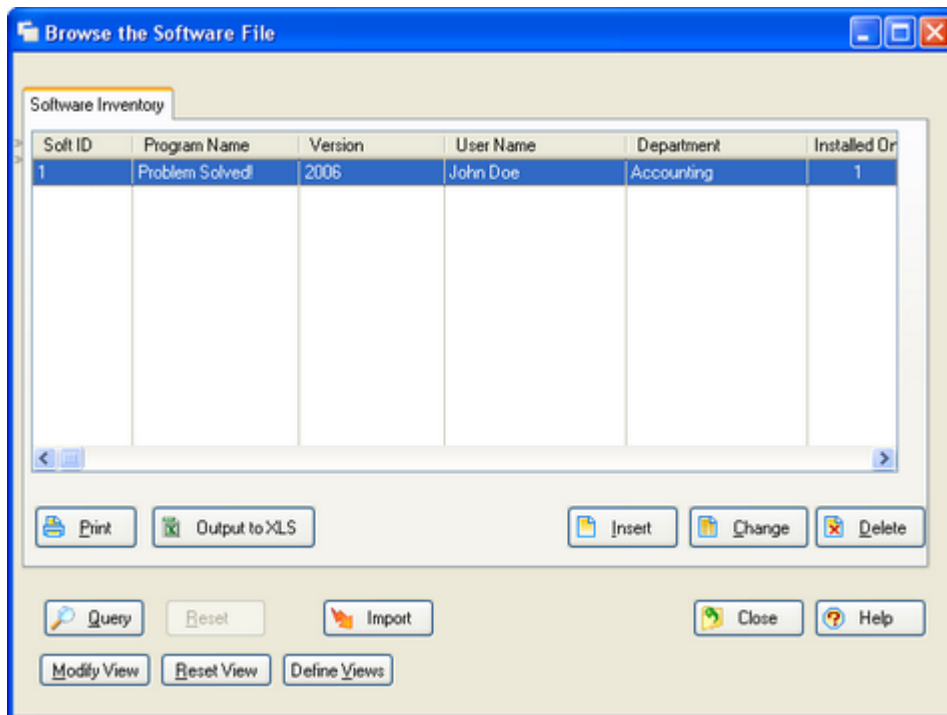 Browse the Software File
Software Inventory
Soft ID Program Name Version User Name Department Installed On
1 Problem Solved! 2006 John Doe Accounting 1
Print Output to XLS Insert Change Delete
Query Reset Import Close Help
Modify View Reset View Define Views